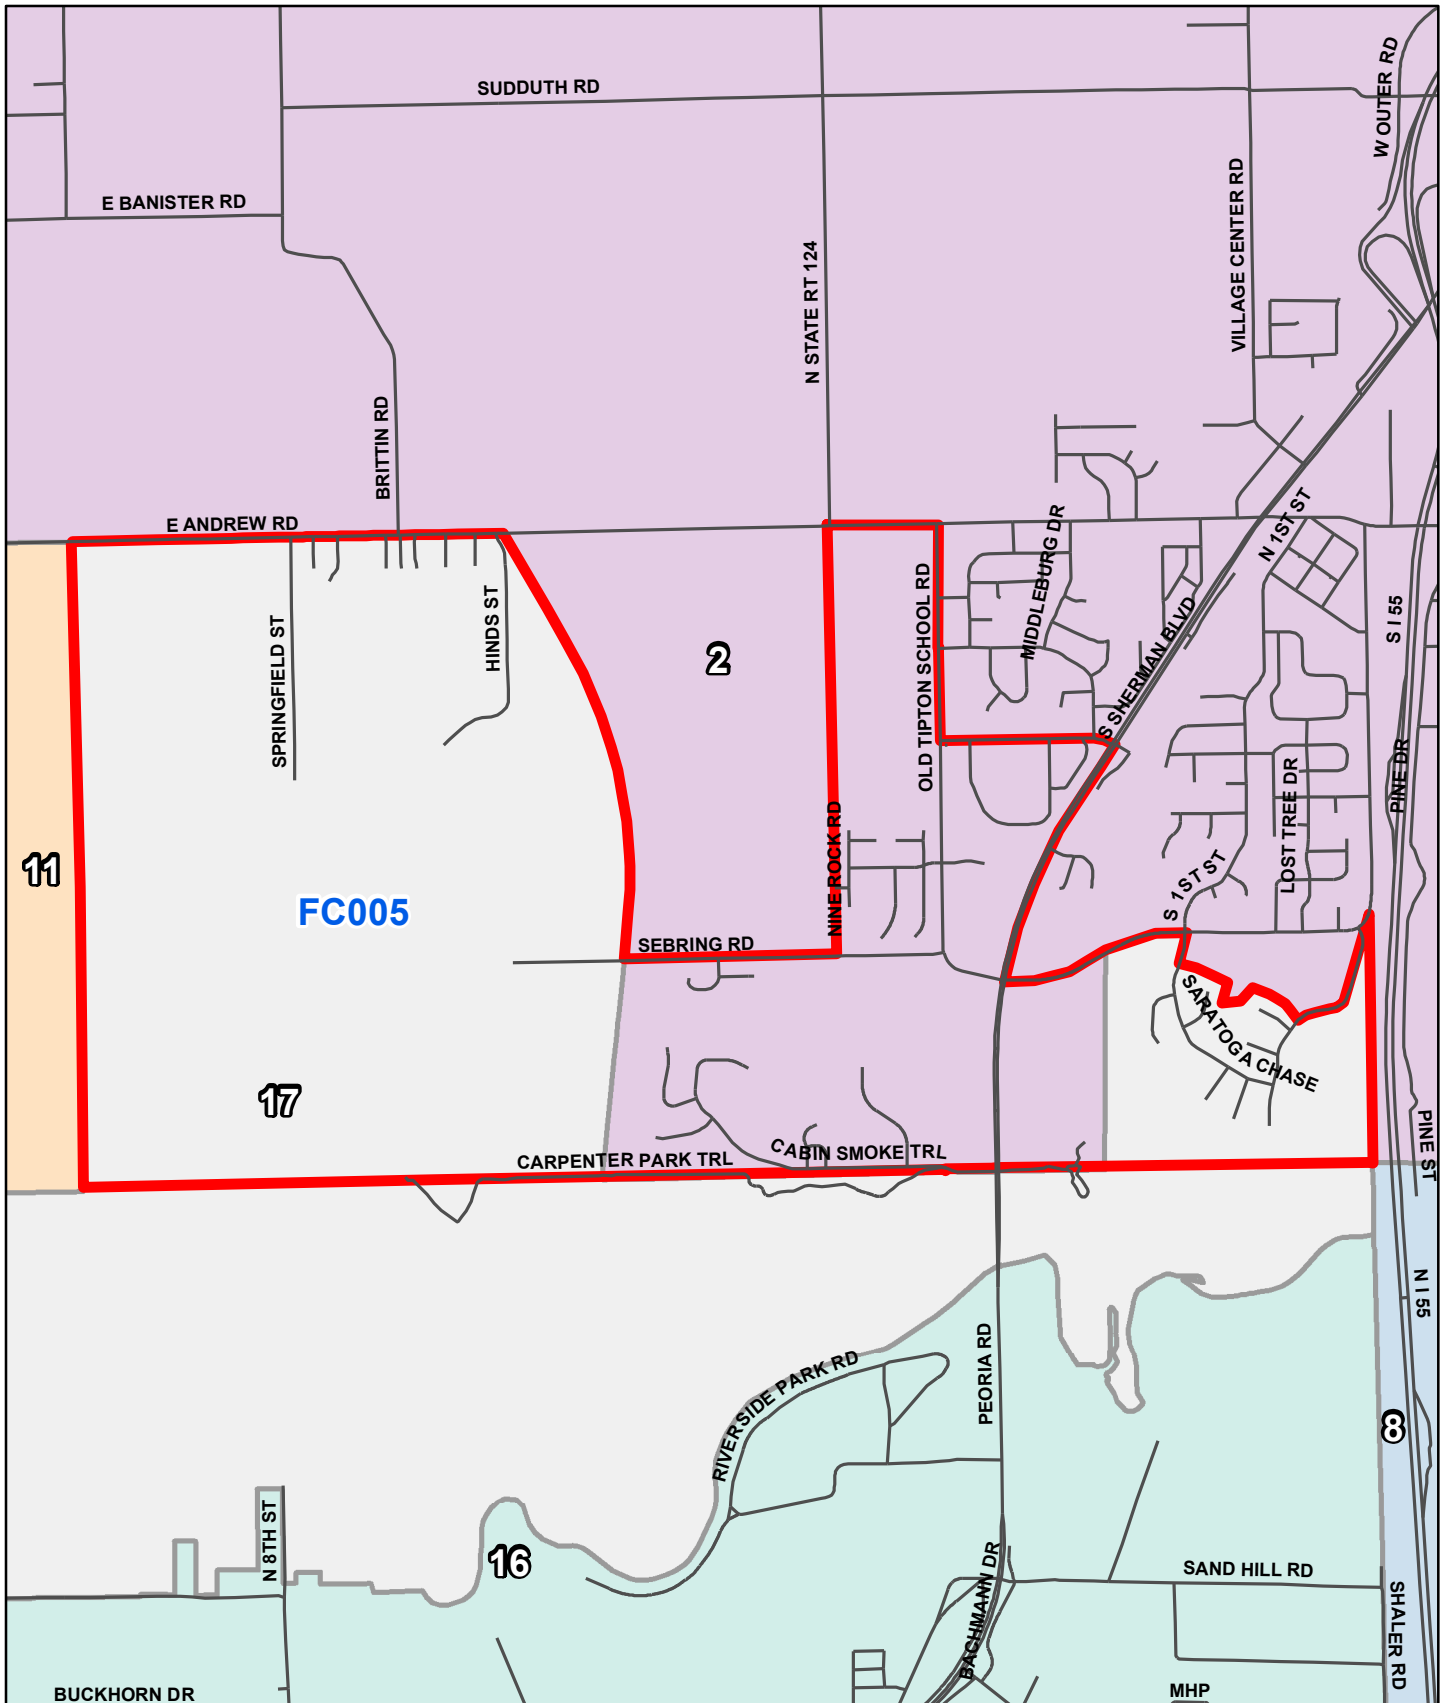 SUDDUTH RD
W OUTER RD
E BANISTER RD
VILLAGE CENTER RD
N STATE RT 124
BRITTIN RD
E ANDREW RD
N 1ST ST
MIDDLEBURG DR
OLD TIPTON SCHOOL RD
HINDS ST
SPRINGFIELD ST
2
S I 55
S SHERMAN BLVD
PINE DR
LOST TREE DR
NINE ROCK RD
11
S 1ST ST
FC005
SEBRING RD
SARATOGA CHASE
17
CARPENTER PARK TRL
CABIN SMOKE TRL
PINE ST
N I 55
PEORIA RD
RIVERSIDE PARK RD
8
N 8TH ST
16
BACHMANN DR
SAND HILL RD
SHALER RD
BUCKHORN DR
MHP